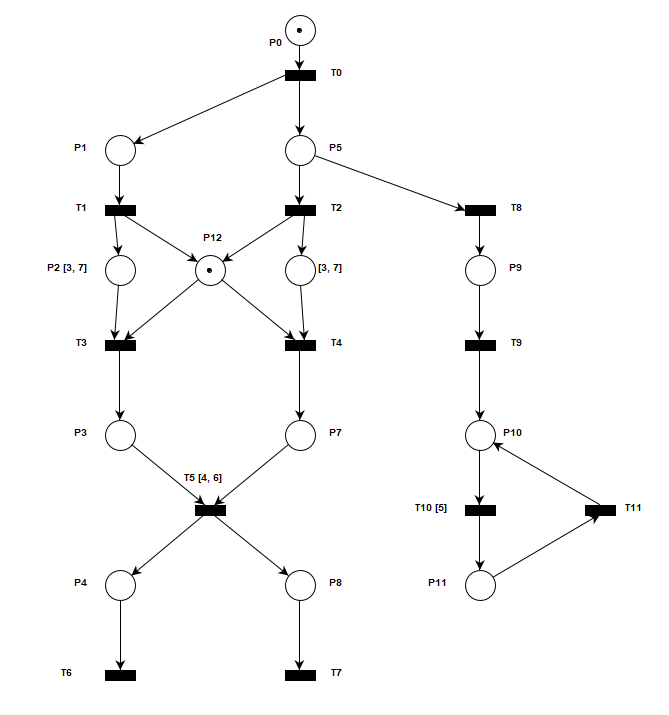 P0
T0
P1
P5
T1
T2
T8
P12
P2 [3, 7]
[3, 7]
P9
T3
T4
T9
P3
P7
P10
T5 [4, 6]
T10 [5]
T11
P4
P8
P11
T6
T7